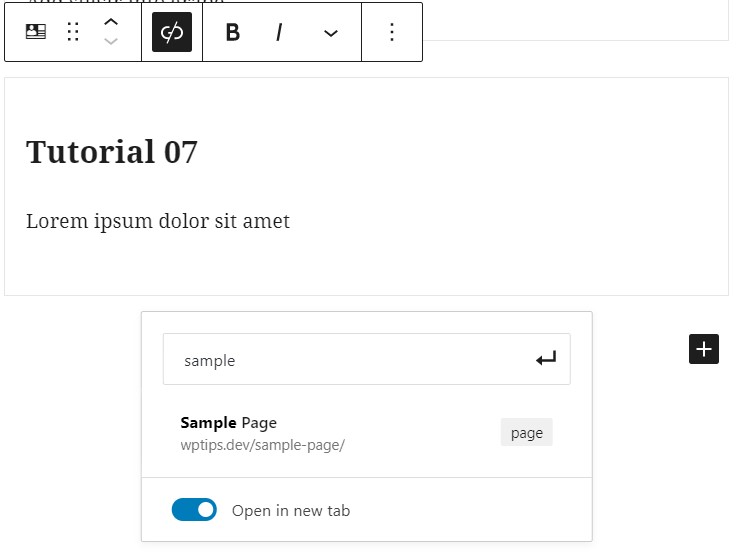 B I
Tutorial 07
Lorem ipsum dolor sit amet
sample
Sample Page
page
wptips.dev/sample-page/
Open in new tab